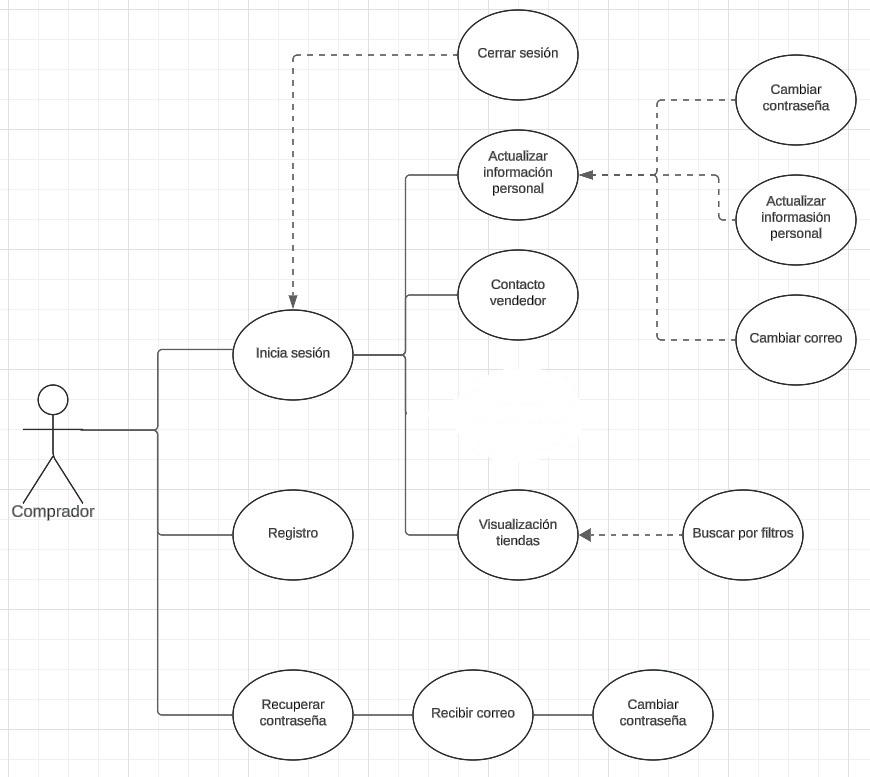 Cerrar sesión
Cambiar
contraseña
Actualizar
información
personal
Actualizar
informasión
personal
Contacto
vendedor
Cambiar correo
Inicia sesión
Comprador
Registro
Visualización
tiendas
Buscar por filtros
Recuperar
contraseña
Recibir correo
Cambiar
contraseña